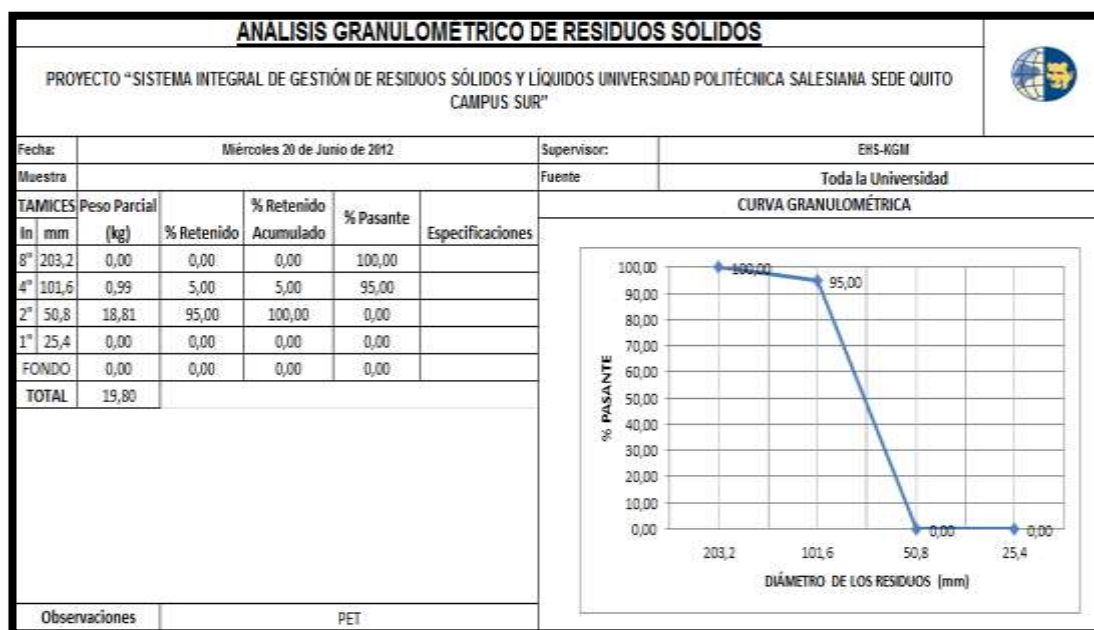 ANALISIS GRANULOMÉTRICO DE RESIDUOS SOLIDOS
PROYECTO "SISTEMA INTEGRAL DE GESTIÓN DE RESIDUOS SÓLIDOS Y LÍQUIDOS UNIVERSIDAD POLITÉCNICA SALESIANA SEDE QUITO
CAMPUS SUR"
Fecha: Miércoles 20 de Junio de 2012 Supervisor: EHS-KGM
Muestra Fuente Toda la Universidad
TAMICES Peso Parcial (kg) % Retenido % Retenido Acumulado % Pasante Especificaciones
In mm
8" 203,2 0,00 0,00 0,00 100,00
4" 101,6 0,99 5,00 5,00 95,00
2" 50,8 18,81 95,00 100,00 0,00
1" 25,4 0,00 0,00 0,00 0,00
FONDO 0,00 0,00 0,00 0,00
TOTAL 19,80
CURVA GRANULOMÉTRICA
% PASANTE
100,00
90,00
80,00
70,00
60,00
50,00
40,00
30,00
20,00
10,00
0,00
100,00
95,00
0,00
0,00
203,2 101,6 50,8 25,4
DIÁMETRO DE LOS RESIDUOS (mm)
Observaciones PET